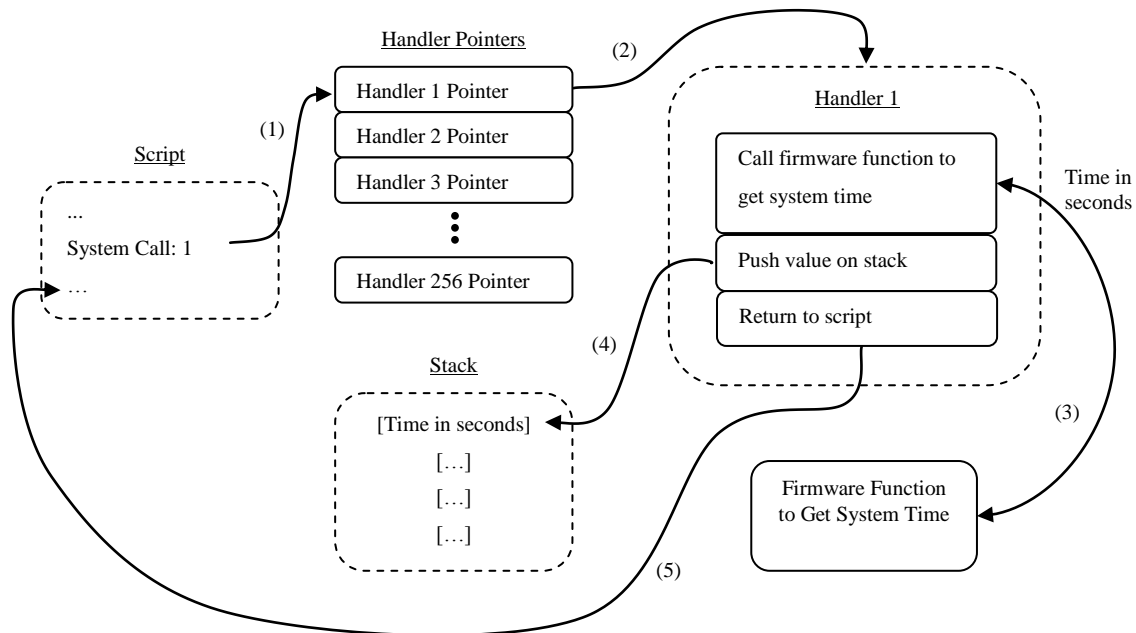 Handler Pointers
(2)
Handler 1 Pointer
Handler 2 Pointer
Handler 3 Pointer
Handler 256 Pointer
(1)
Script
...
System Call: 1
…
Handler 1
Call firmware function to
get system time
Push value on stack
Return to script
Time in
seconds
(4)
(3)
Stack
[Time in seconds]
[…]
[…]
[…]
Firmware Function
to Get System Time
(5)